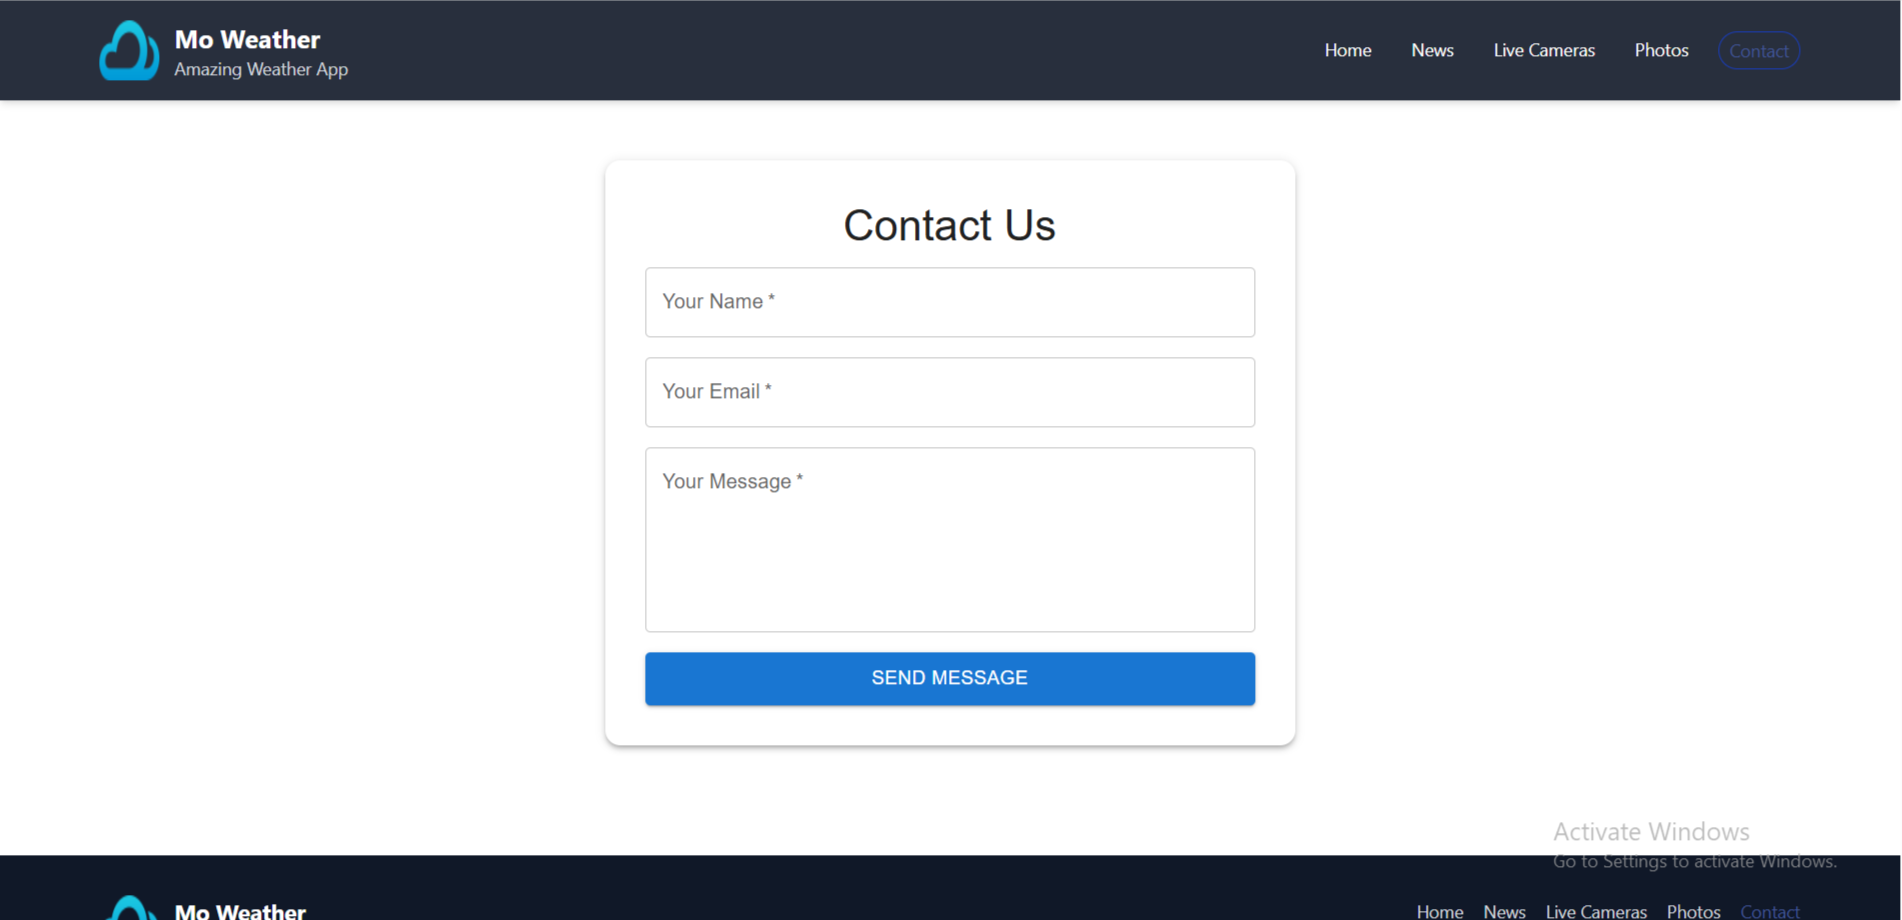 Mo Weather
Amazing Weather App
Home News Live Cameras Photos Contact
Contact Us
Your Name *
Your Email *
Your Message *
SEND MESSAGE
Activate Windows
Go to Settings to activate Windows.
Mo Weather
Home News Live Cameras Photos Contact